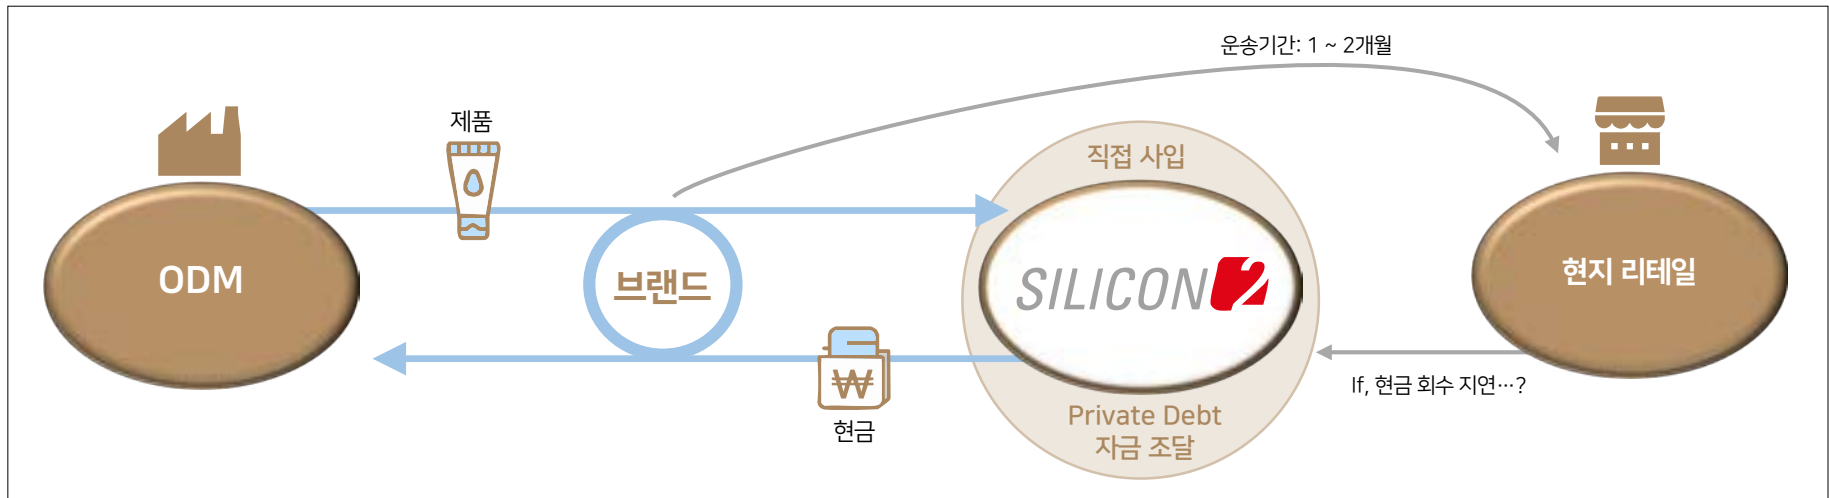 운송기간: 1 ~ 2개월
제품
직접 사입
ODM
브랜드
SILICON2
현지 리테일
₩
현금
If, 현금 회수 지연…?
Private Debt
자금 조달